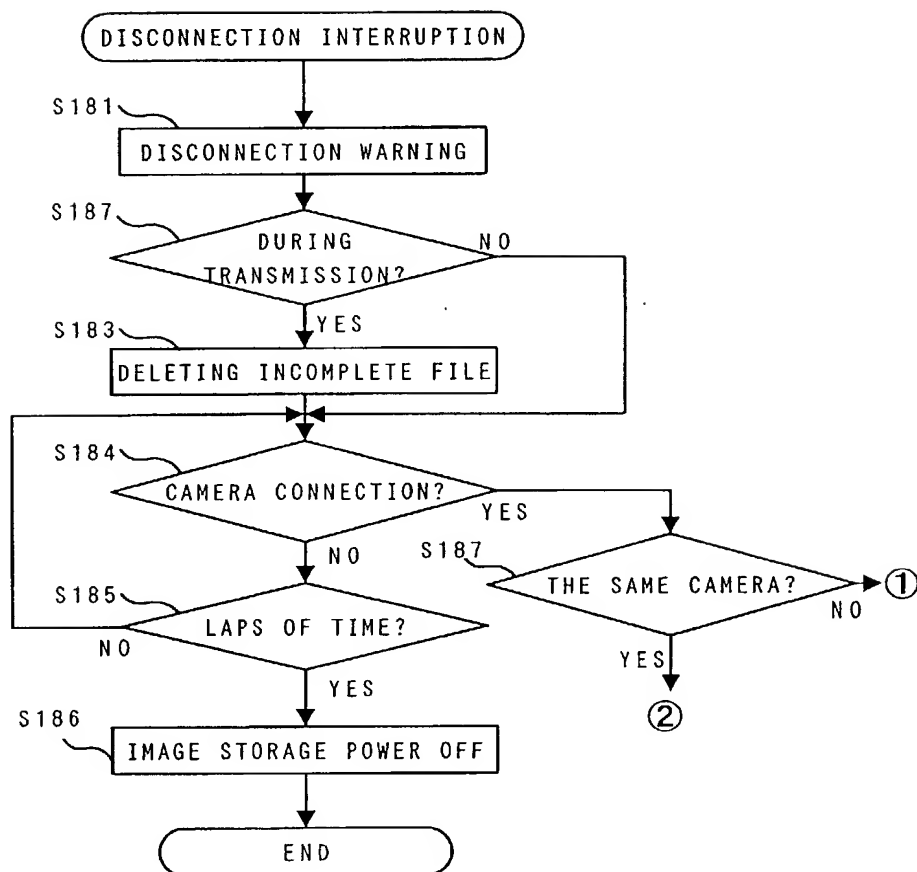 DISCONNECTION INTERRUPTION
S181
DISCONNECTION WARNING
S187
DURING
TRANSMISSION?
NO
YES
S183
DELETING INCOMPLETE FILE
S184
CAMERA CONNECTION?
YES
NO
S187
THE SAME CAMERA?
①
NO
YES
②
S185
LAPS OF TIME?
NO
YES
S186
IMAGE STORAGE POWER OFF
END